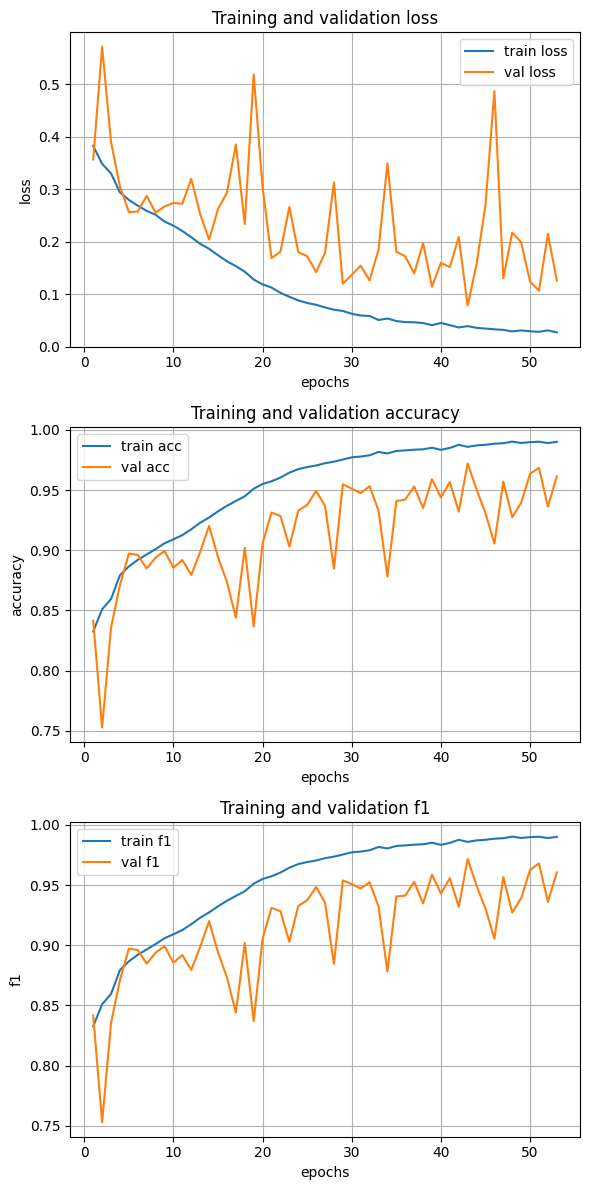 Training and validation loss
train loss
val loss
0.5
0.4
0.3
0.2
0.1
0.0
loss
0 10 20 30 40 50
epochs
Training and validation accuracy
train acc
val acc
1.00
0.95
0.90
0.85
0.80
0.75
accuracy
0 10 20 30 40 50
epochs
Training and validation f1
train f1
val f1
1.00
0.95
0.90
0.85
0.80
0.75
f1
0 10 20 30 40 50
epochs